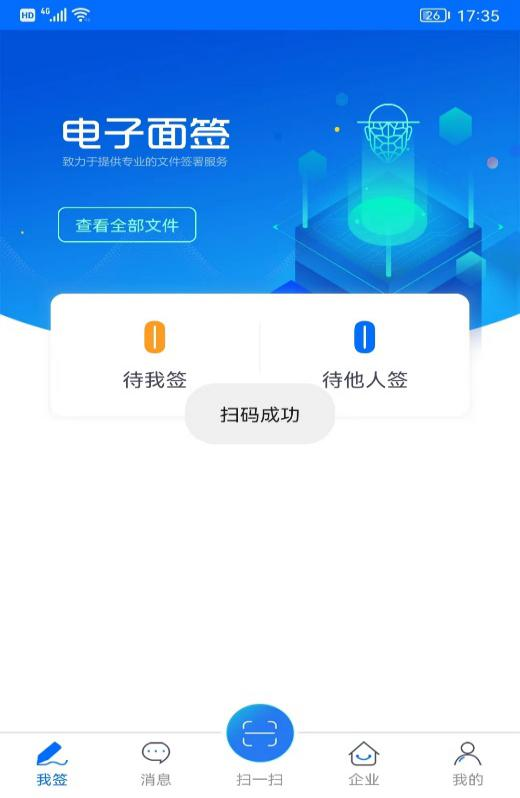 HD 4G 26 17:35
电子面签
致力于提供专业的文件签署服务
查看全部文件
0 0
待我签 待他人签
扫码成功
我签 消息 扫一扫 企业 我的